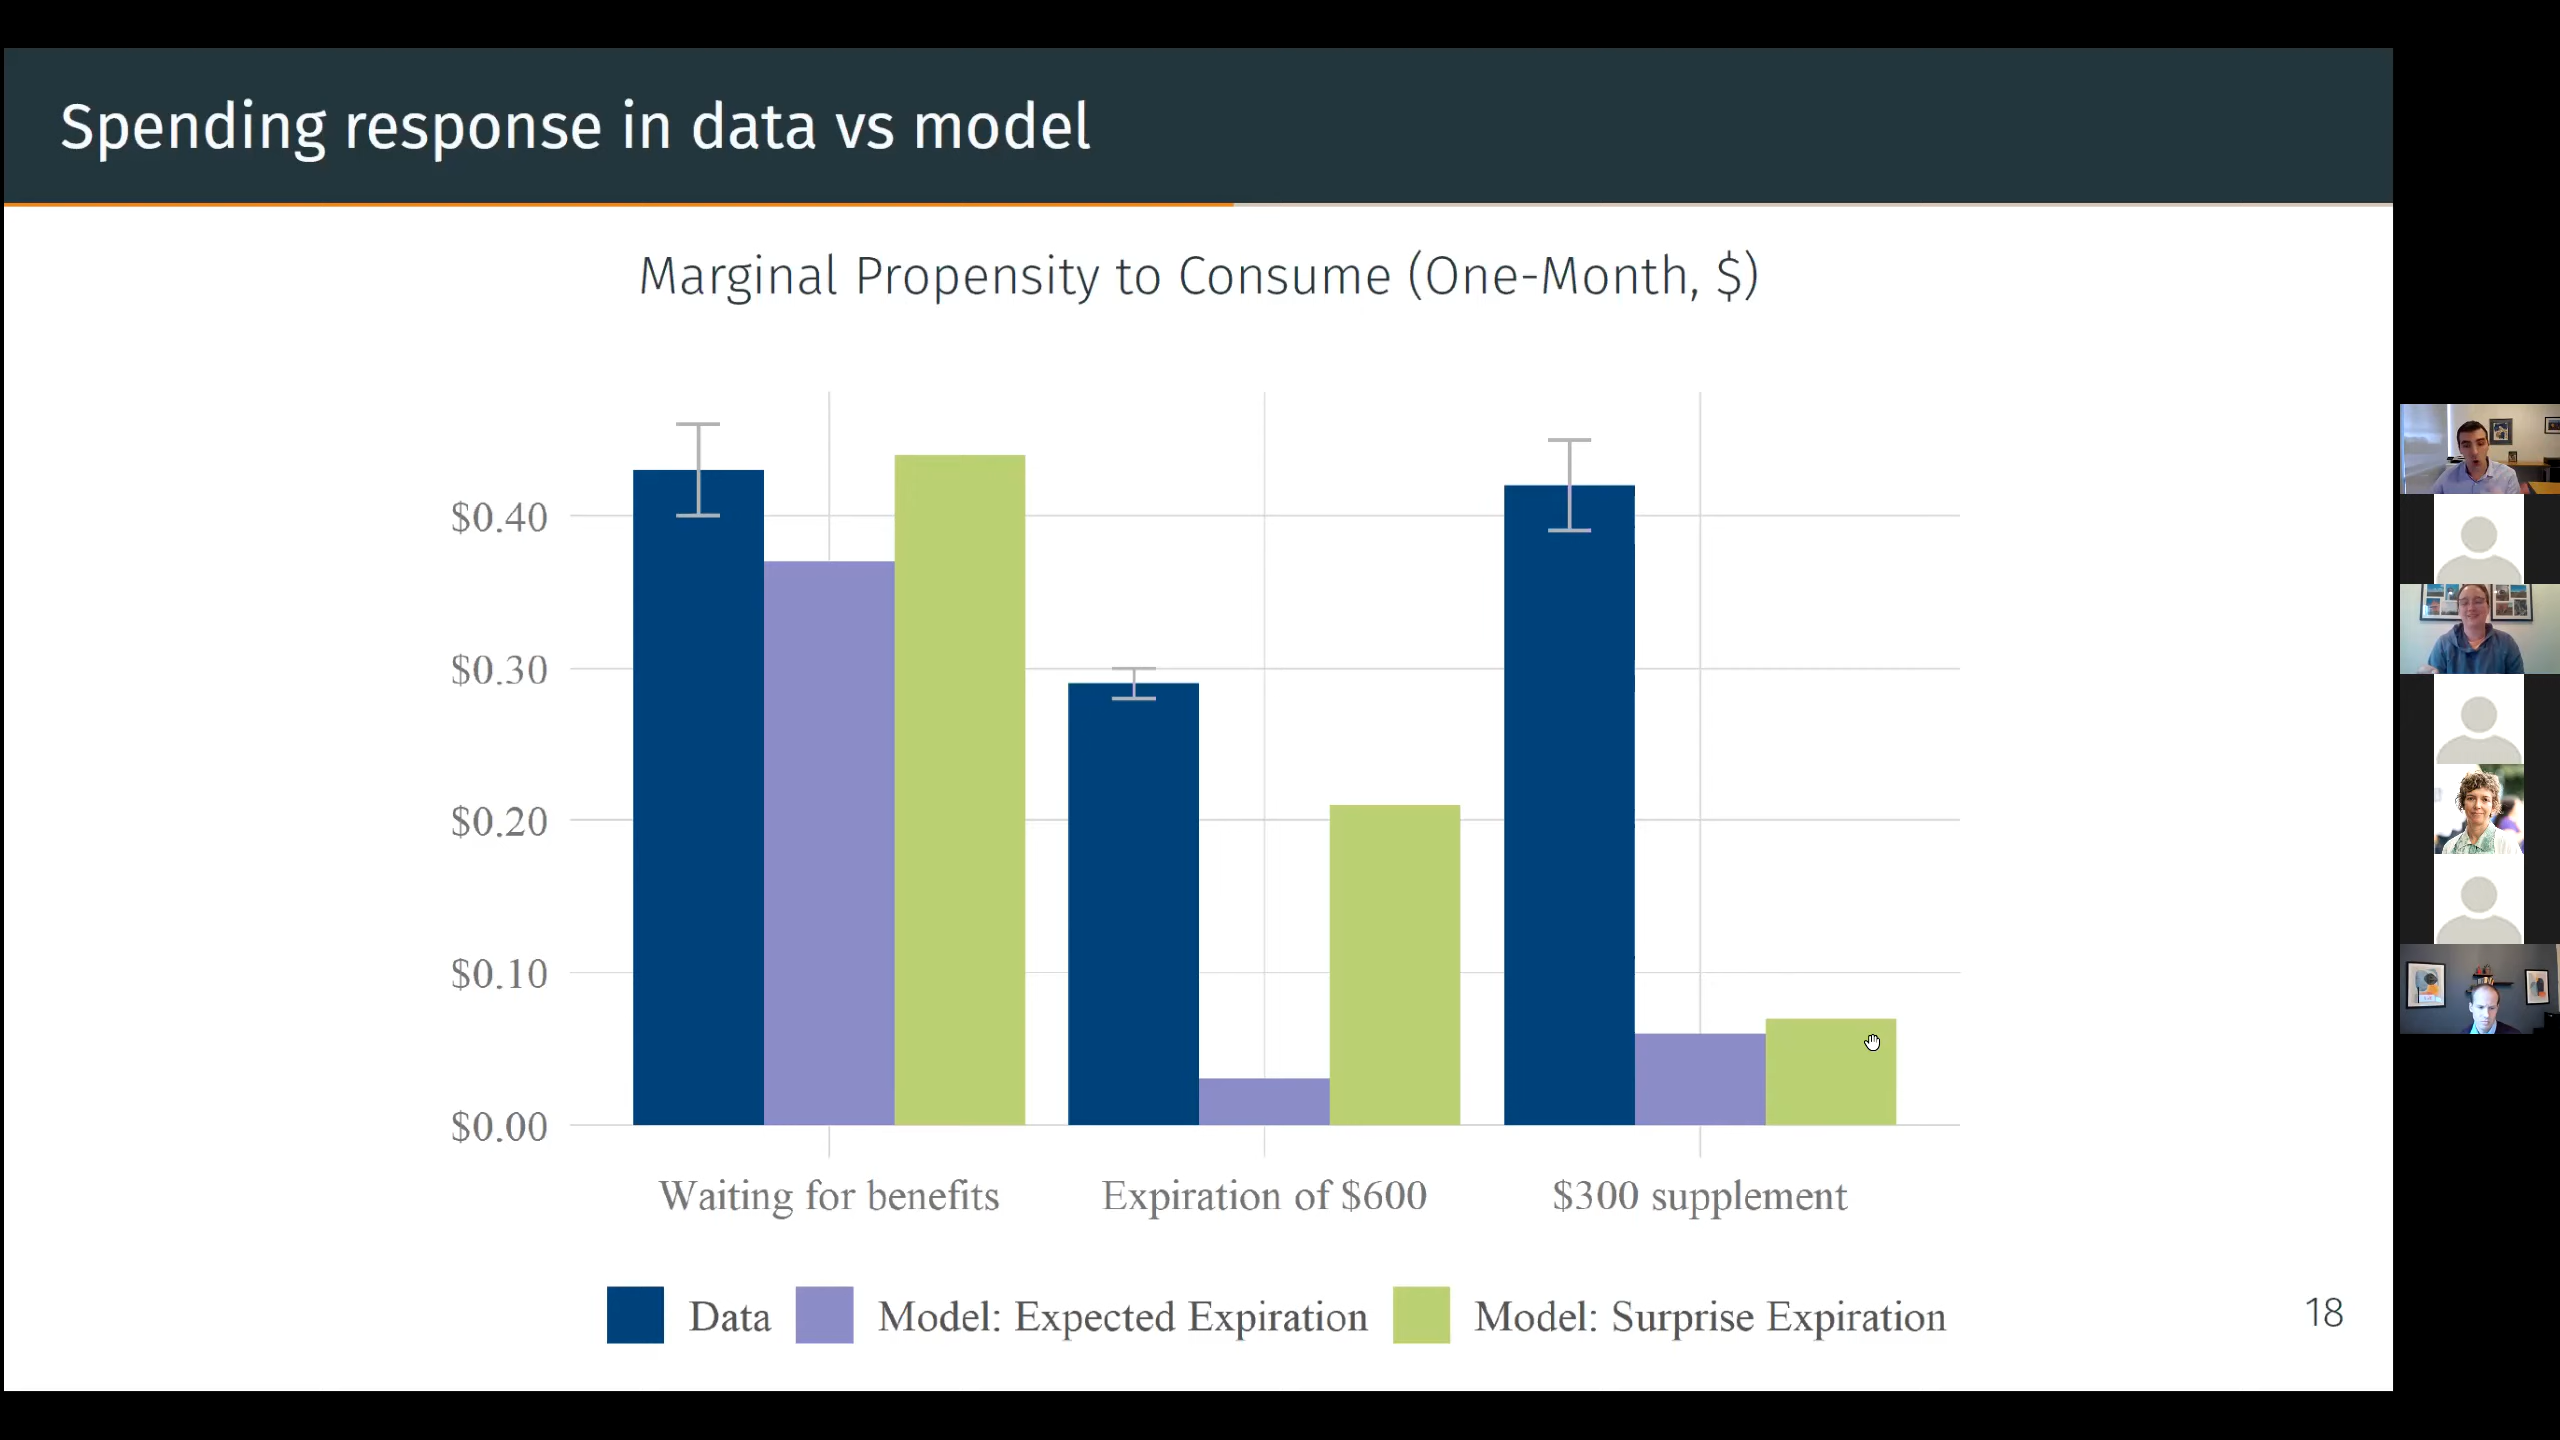 Spending response in data vs model
Marginal Propensity to Consume (One-Month, $)
$0.40
$0.30
$0.20
$0.10
$0.00
Waiting for benefits
Expiration of $600
$300 supplement
Data
Model: Expected Expiration
Model: Surprise Expiration
18